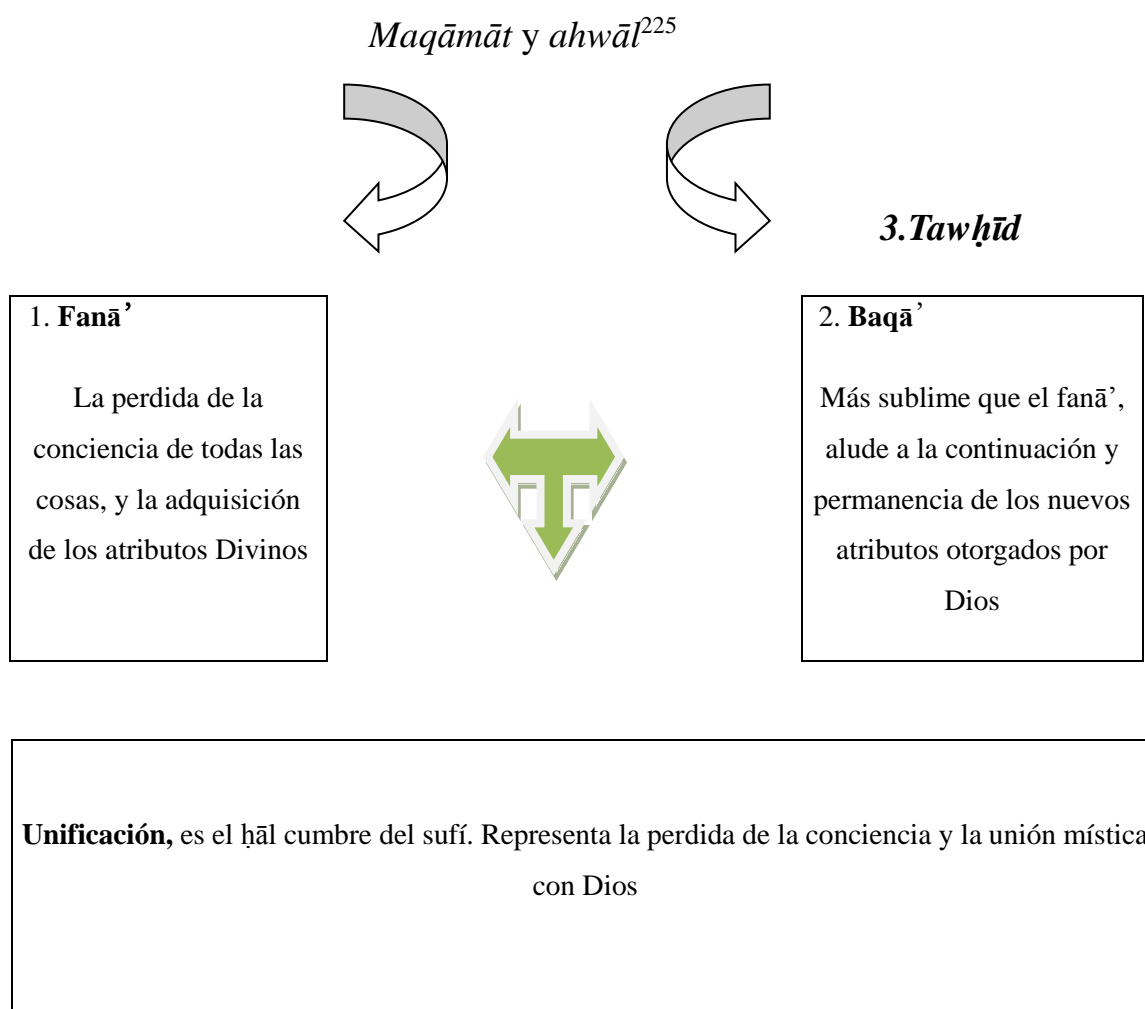 Maqāmāt y ahwāl225
3.Tawḥīd
1. Fanā’
La perdida de la
conciencia de todas las
cosas, y la adquisición
de los atributos Divinos
2. Baqā’
Más sublime que el fanā’,
alude a la continuación y
permanencia de los nuevos
atributos otorgados por
Dios
Unificación, es el ḥāl cumbre del sufí. Representa la perdida de la conciencia y la unión mística
con Dios